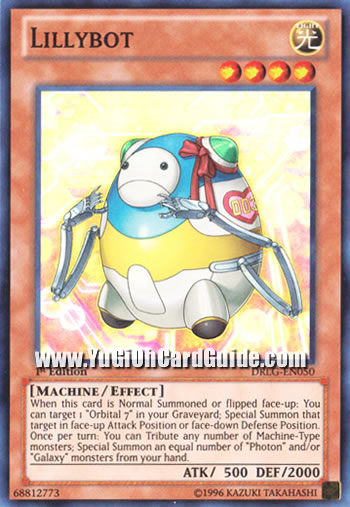 LILLYBOT
LIGHT
光
DOK
1st Edition
www.YuGiOhCardGuide.com
DRLG-EN050
[MACHINE/EFFECT]
When this card is Normal Summoned or flipped face-up: You
can target 1 "Orbital 7" in your Graveyard; Special Summon that
target in face-up Attack Position or face-down Defense Position.
Once per turn: You can Tribute any number of Machine-Type
monsters; Special Summon an equal number of "Photon" and/or
"Galaxy" monsters from your hand.
ATK/ 500 DEF/2000
68812773
©1996 KAZUKI TAKAHASHI